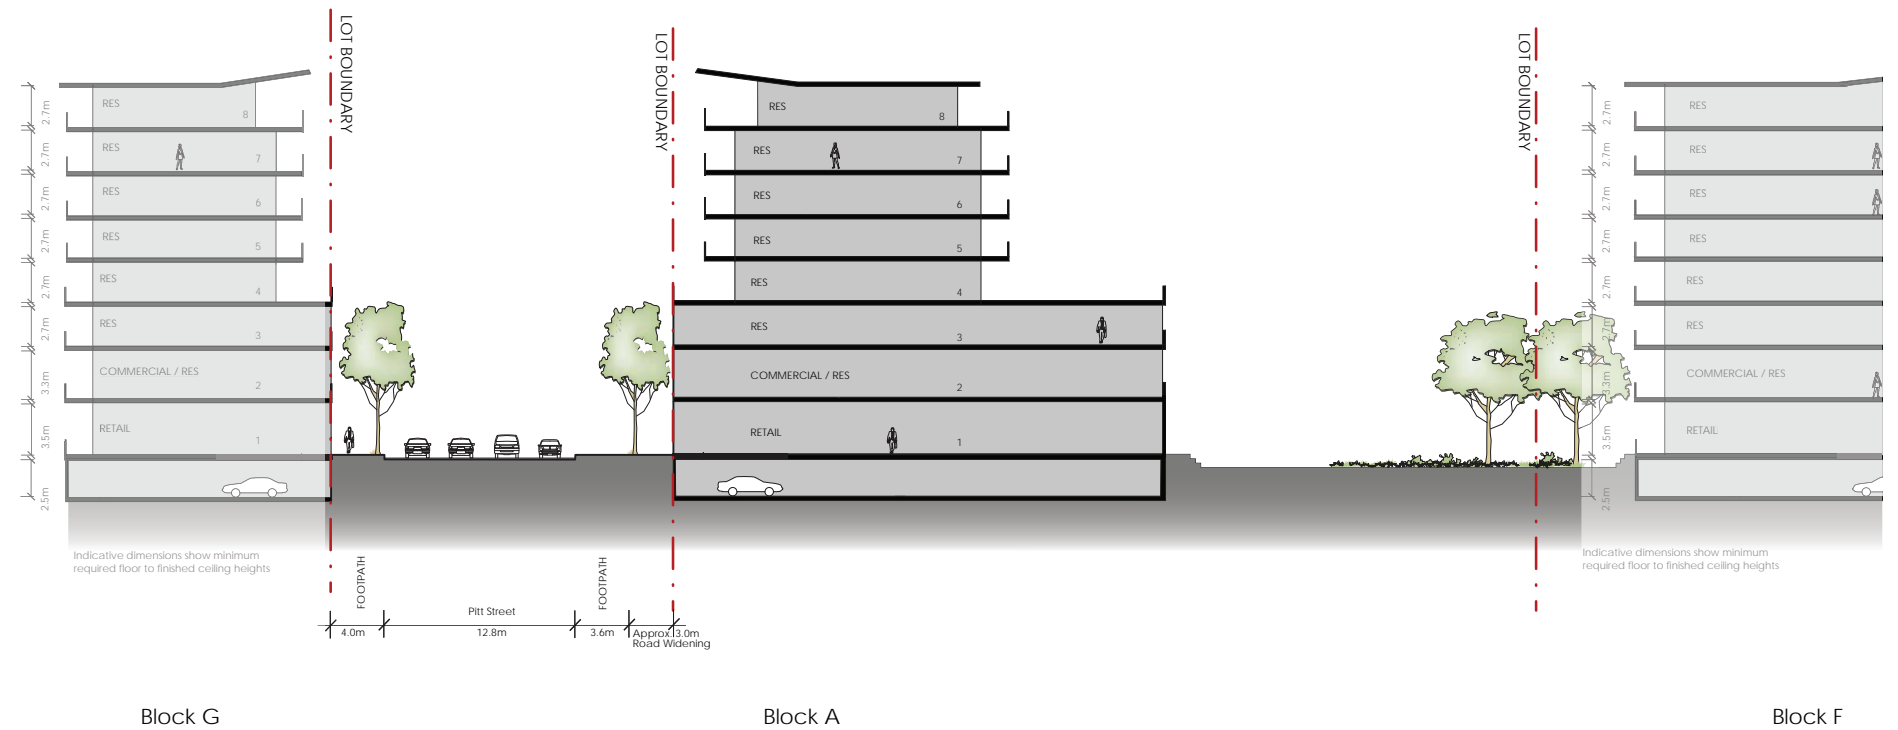 LOT BOUNDARY
LOT BOUNDARY
LOT BOUNDARY
2.7m
RES
8
2.7m
RES
7
2.7m
RES
6
2.7m
RES
5
2.7m
RES
4
2.7m
RES
3
3.3m
COMMERCIAL / RES
2
3.5m
RETAIL
1
2.5m
Indicative dimensions show minimum
required floor to finished ceiling heights
RES
8
RES
7
RES
6
RES
5
RES
4
RES
3
COMMERCIAL / RES
2
RETAIL
1
2.7m
RES
2.7m
RES
2.7m
RES
2.7m
RES
2.7m
RES
2.7m
RES
3.3m
COMMERCIAL / RES
3.5m
RETAIL
2.5m
Indicative dimensions show minimum
required floor to finished ceiling heights
FOOTPATH
FOOTPATH
Pitt Street
4.0m
12.8m
3.6m
Approx. 3.0m
Road Widening
Block G
Block A
Block F